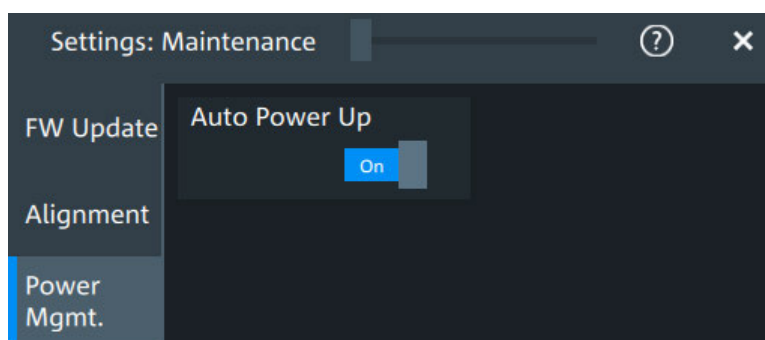 Settings: Maintenance
?
×
FW Update
Auto Power Up
On
Alignment
Power
Mgmt.